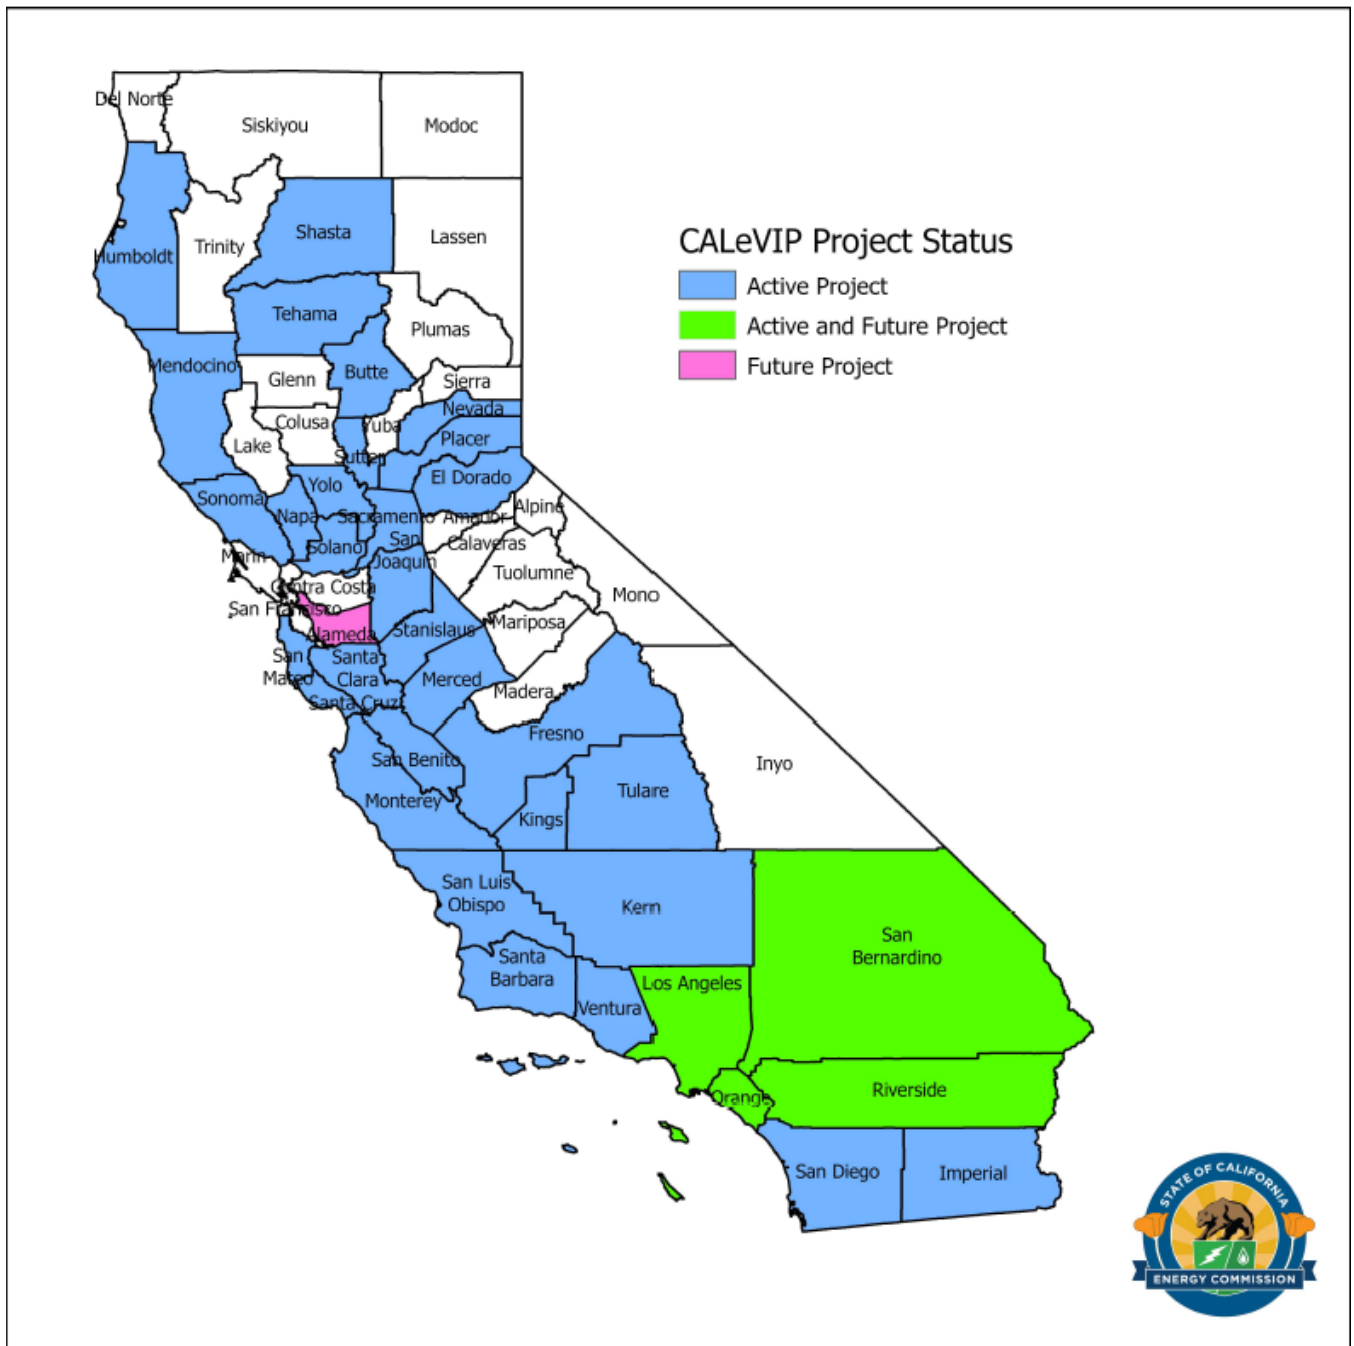 Del Norte
Siskiyou
Modoc
Shasta
Lassen
Trinity
Humboldt
CALeVIP Project Status
Active Project
Active and Future Project
Future Project
Tehama
Plumas
Mendocino
Butte
Glenn
Sierra
Nevada
Colusa
Yuba
Placer
Lake
Sutter
El Dorado
Yolo
Sonoma
Napa
Sacramento
Amador
Alpine
Solano
San
Joaquin
Calaveras
Marin
Tuolumne
Contra Costa
Mono
San Francisco
Mariposa
Alameda
Stanislaus
San
Mateo
Santa
Clara
Merced
Madera
Santa Cruz
Fresno
San Benito
Inyo
Tulare
Monterey
Kings
San Luis
Obispo
Kern
San
Bernardino
Santa
Barbara
Los Angeles
Ventura
Orange
Riverside
San Diego
Imperial
STATE OF CALIFORNIA
ENERGY COMMISSION